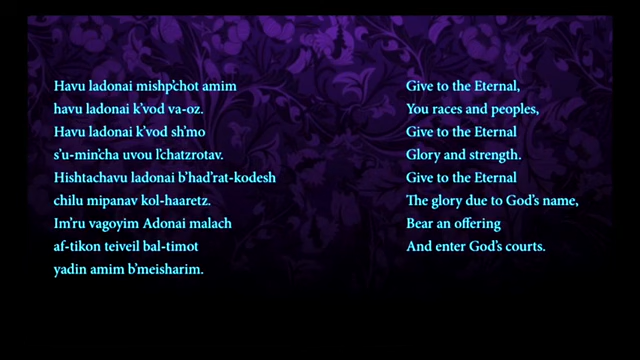 Havu ladonai mishp'chot amim
havu ladonai k'vod va-oz.
Havu ladonai k'vod sh'mo
s'u-min'cha uvou l'chatzrotav.
Hishtachavu ladonai b'had'rat-kodesh
chilu mipanav kol-haaretz.
Im'ru vagoyim Adonai malach
af-tikon teiveil bal-timot
yadin amim b'meisharim.
Give to the Eternal,
You races and peoples,
Give to the Eternal
Glory and strength.
Give to the Eternal
The glory due to God's name,
Bear an offering
And enter God's courts.